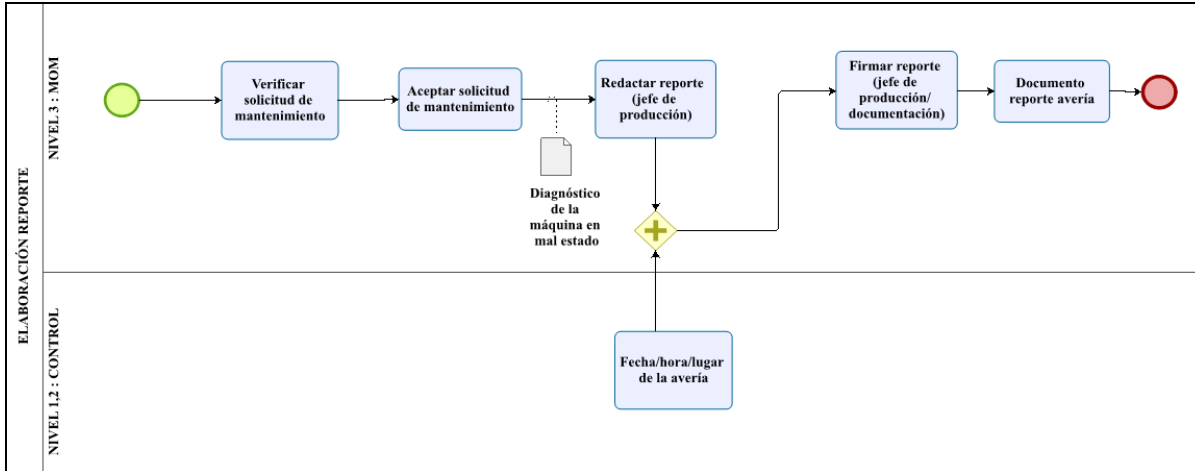 ELABORACIÓN REPORTE
NIVEL 3 : MOM
Verificar
solicitud de
mantenimiento
Aceptar solicitud
de mantenimiento
Redactar reporte
(jefe de
producción)
Firmar reporte
(jefe de
producción/
documentación)
Documento
reporte avería
Diagnóstico
de la
máquina en
mal estado
NIVEL 1,2 : CONTROL
Fecha/hora/lugar
de la avería